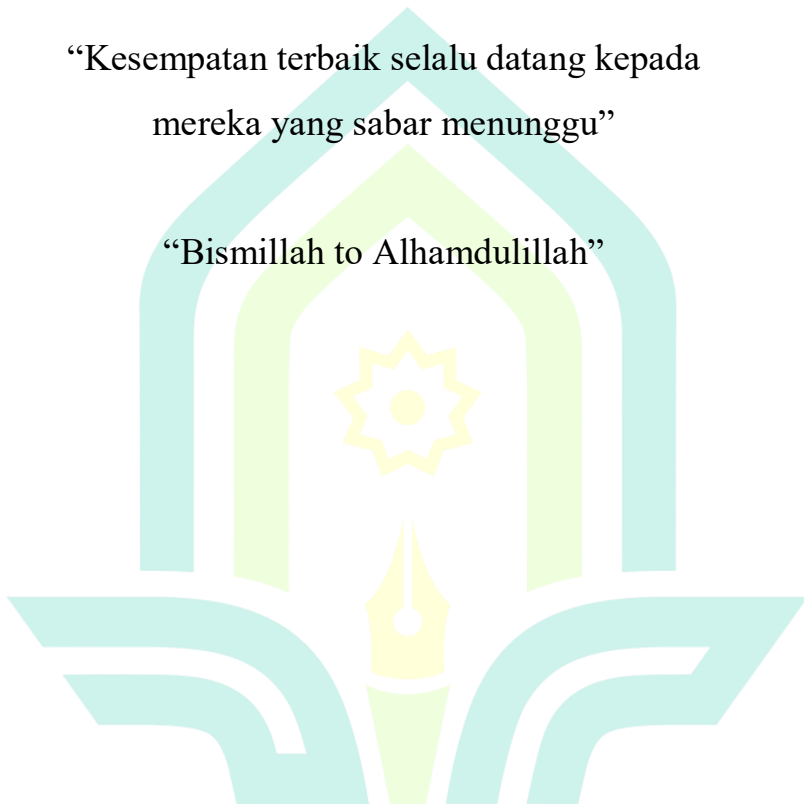 “Kesempatan terbaik selalu datang kepada
mereka yang sabar menunggu”
“Bismillah to Alhamdulillah”